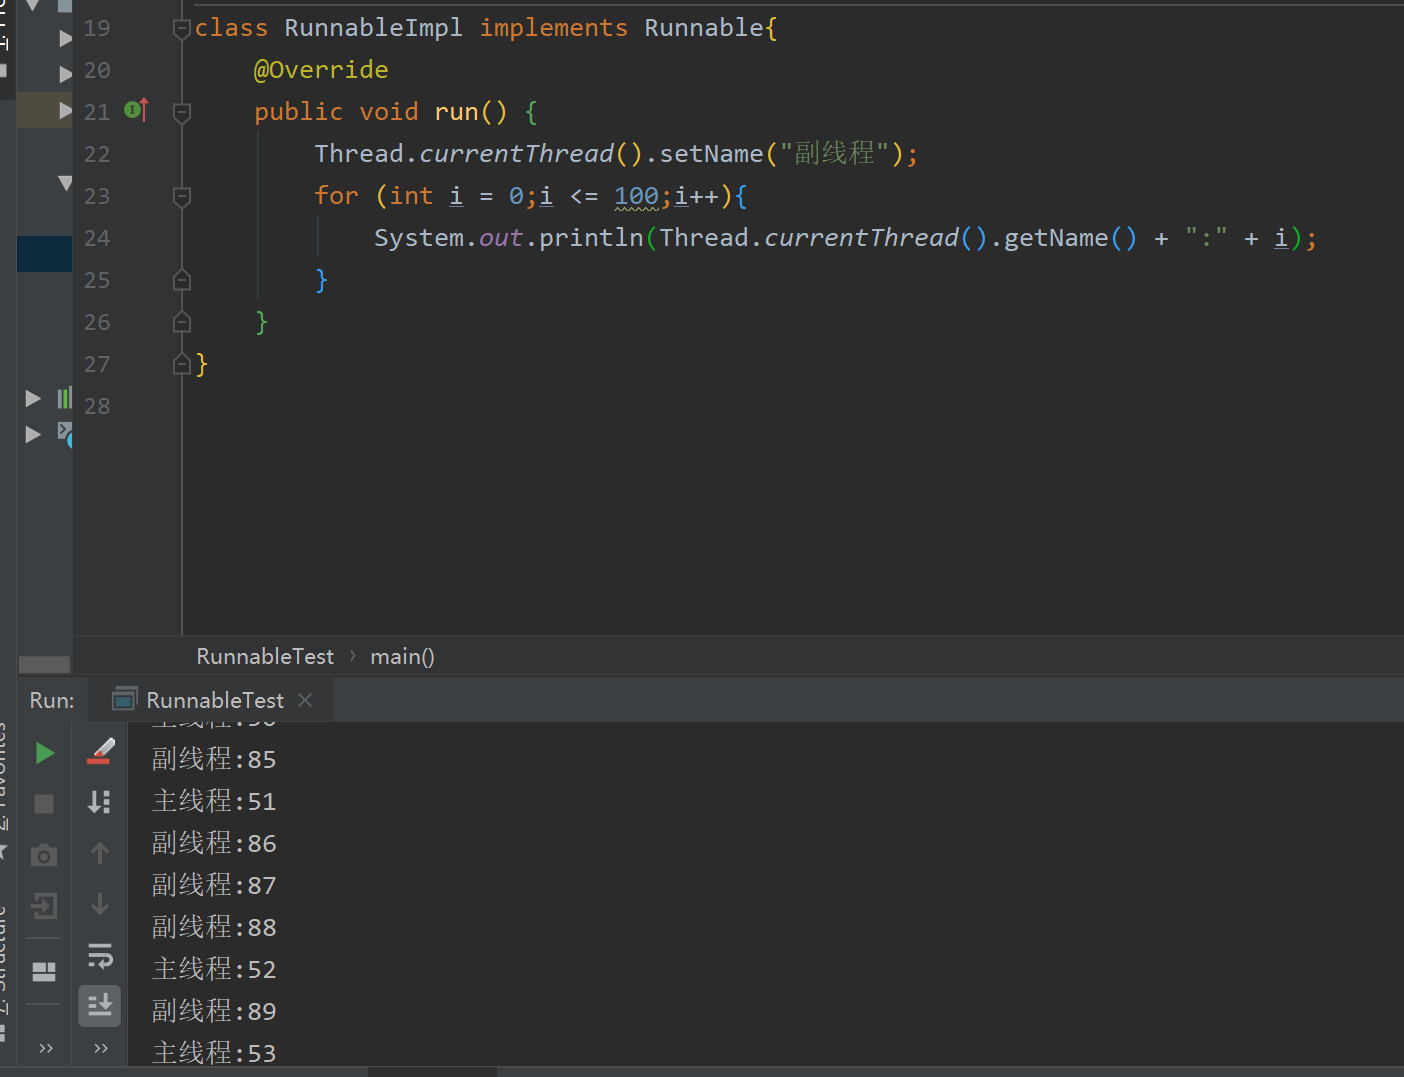 19 class RunnableImpl implements Runnable{
20 @Override
21 public void run() {
22 Thread.currentThread().setName("副线程");
23 for (int i = 0;i <= 100;i++){
24 System.out.println(Thread.currentThread().getName() + ":" + i);
25 }
26 }
27 }
28
RunnableTest › main()
Run: RunnableTest
副线程:85
主线程:51
副线程:86
副线程:87
副线程:88
主线程:52
副线程:89
主线程:53